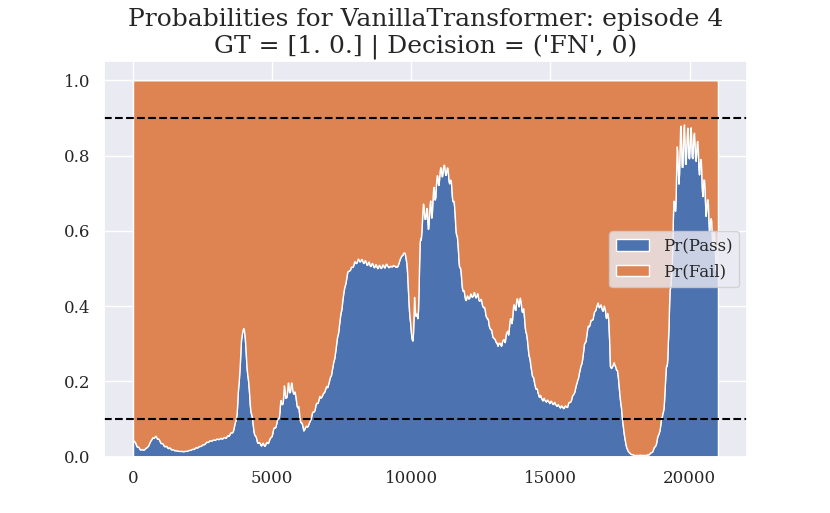 Probabilities for VanillaTransformer: episode 4
GT = [1. 0.] | Decision = ('FN', 0)
1.0
0.8
0.6
0.4
0.2
0.0
Pr(Pass)
Pr(Fail)
0 5000 10000 15000 20000